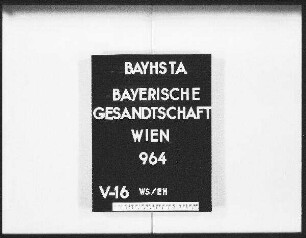 BAYHSTA
BAYERISCHE
GESANDTSCHAFT
WIEN
964
V-16 WS/EH